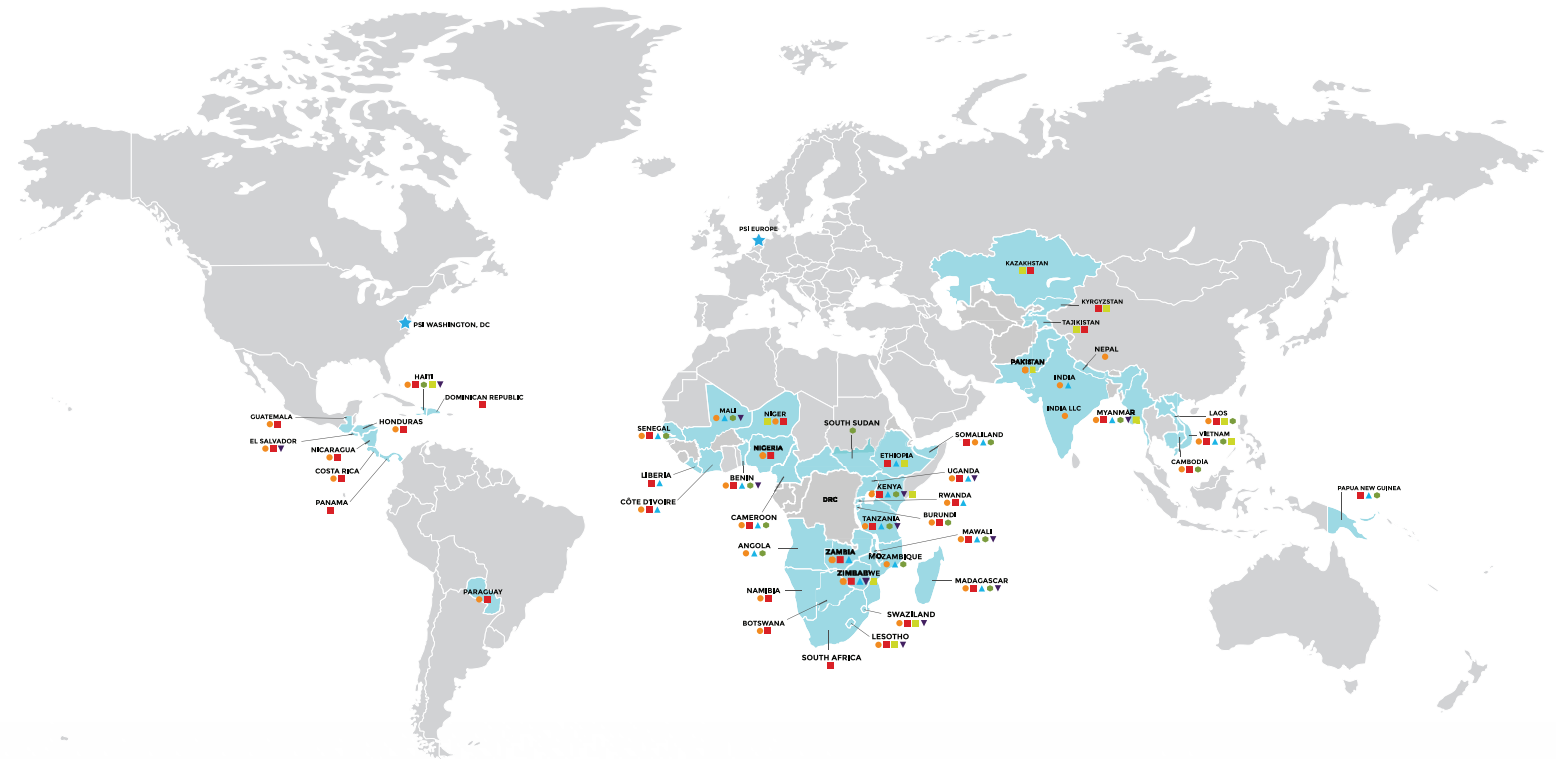 PSI EUROPE
KAZAKHSTAN
KYRGYZSTAN
PSI WASHINGTON, DC
TAJIKISTAN
NEPAL
PAKISTAN
HAITI
INDIA
DOMINICAN REPUBLIC
GUATEMALA
HONDURAS
MALI
NIGER
INDIA LLC
MYANMAR
LAOS
SENEGAL
SOUTH SUDAN
VIETNAM
EL SALVADOR
NICARAGUA
NIGERIA
SOMALILAND
ETHIOPIA
CAMBODIA
COSTA RICA
LIBERIA
BENIN
UGANDA
KENYA
PAPUA NEW GUINEA
PANAMA
CÔTE D'IVOIRE
DRC
RWANDA
CAMEROON
TANZANIA
BURUNDI
MAWALI
ANGOLA
ZAMBIA
MOZAMBIQUE
ZIMBABWE
MADAGASCAR
PARAGUAY
NAMIBIA
SWAZILAND
BOTSWANA
LESOTHO
SOUTH AFRICA